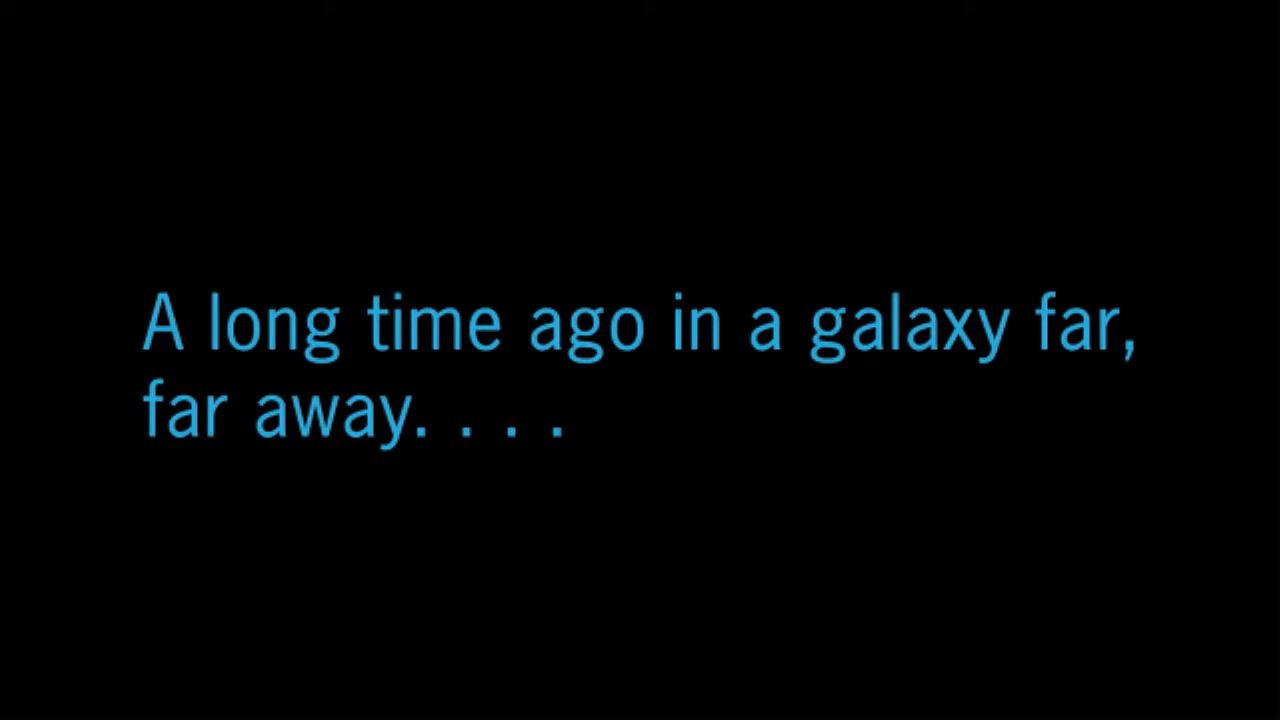 A long time ago in a galaxy far,
far away. . . .